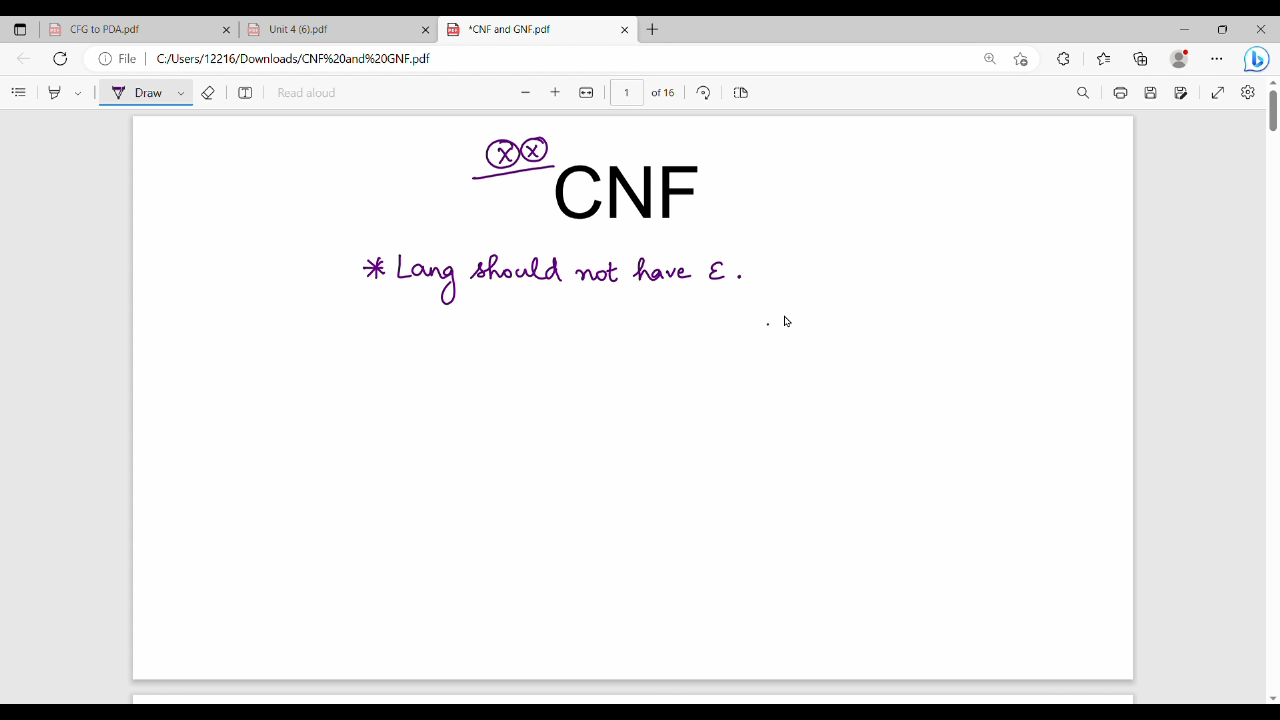 CFG to PDA.pdf
Unit 4 (6).pdf
*CNF and GNF.pdf
File
C:/Users/12216/Downloads/CNF%20and%20GNF.pdf
Draw
Read aloud
1 of 16
x x
CNF
* Lang should not have ε .